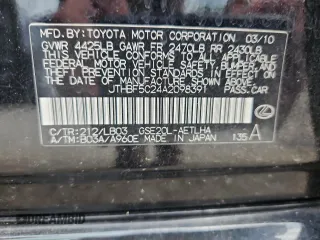 MFD.BY:TOYOTA MOTOR CORPORATION 03/10
GVWR 4425LB GAWR FR 2470LB RR 2430LB
THIS VEHICLE CONFORMS TO ALL APPLICABLE
FEDERAL MOTOR VEHICLE SAFETY, BUMPER, AND
THEFT PREVENTION STANDARDS IN EFFECT ON
THE DATE OF MANUFACTURE SHOWN ABOVE.
JTHBF5C24A2098391
PASS. CAR
C/TR:212/LB03 GSE20L-AETLHA
A/TM:B03A/A960E MADE IN JAPAN 135 A